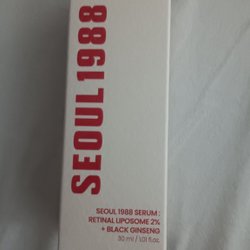 SEOUL1988
SEOUL 1988 SERUM :
RETINAL LIPOSOME 2%
+ BLACK GINSENG
30 ml / 1.01 fl.oz.